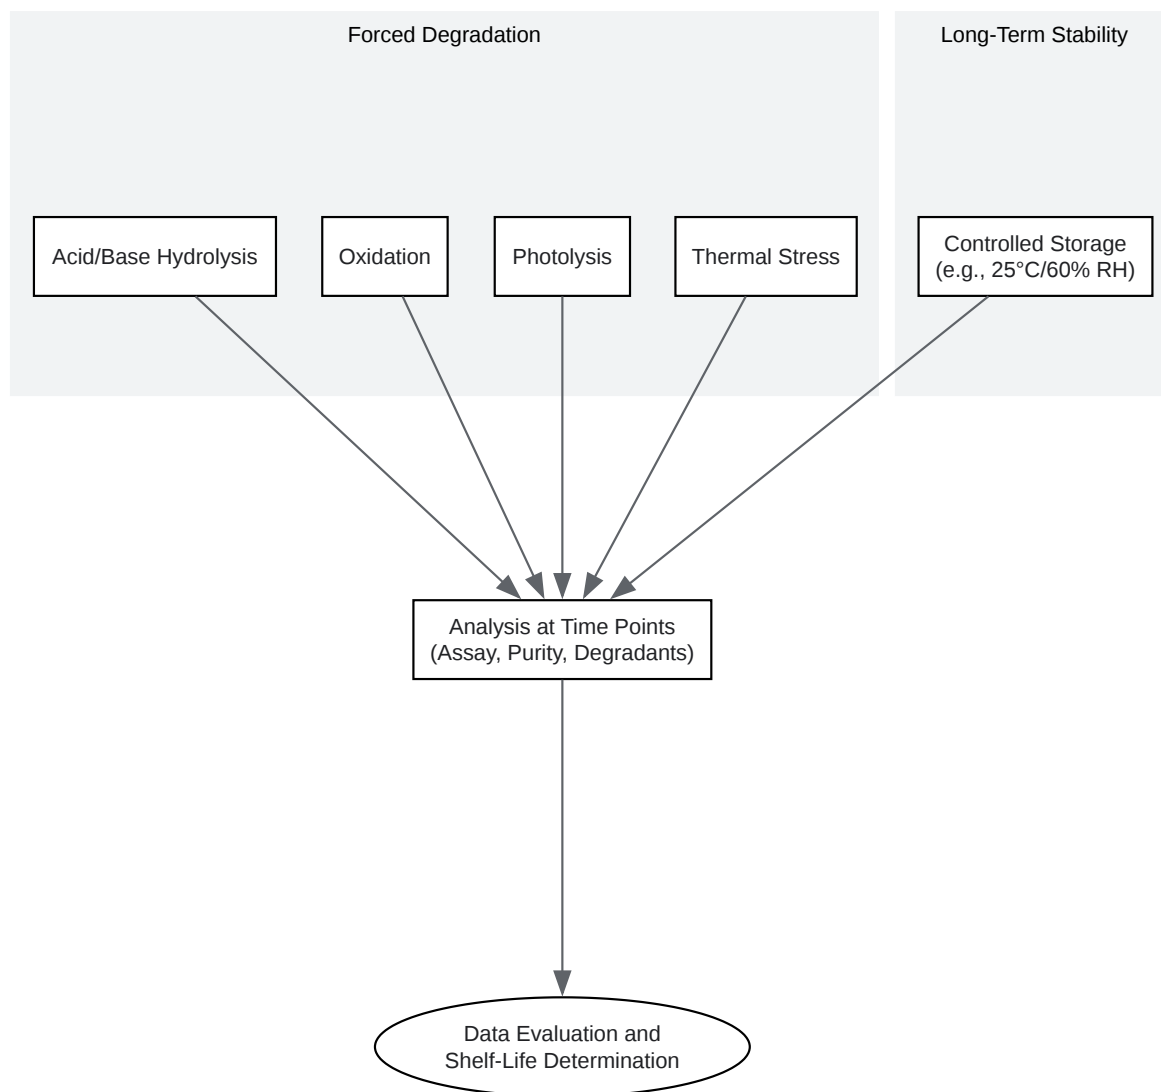 Forced Degradation
Long-Term Stability
Acid/Base Hydrolysis
Oxidation
Photolysis
Thermal Stress
Controlled Storage
(e.g., 25°C/60% RH)
Analysis at Time Points
(Assay, Purity, Degradants)
Data Evaluation and
Shelf-Life Determination